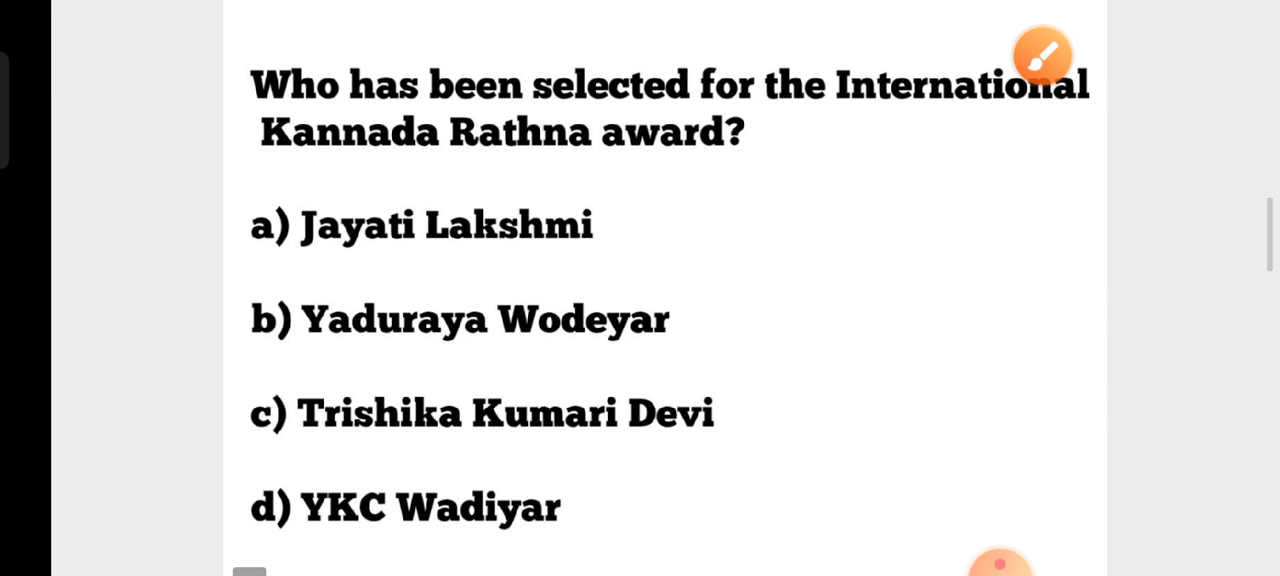 Who has been selected for the International
Kannada Rathna award?
a) Jayati Lakshmi
b) Yaduraya Wodeyar
c) Trishika Kumari Devi
d) YKC Wadiyar